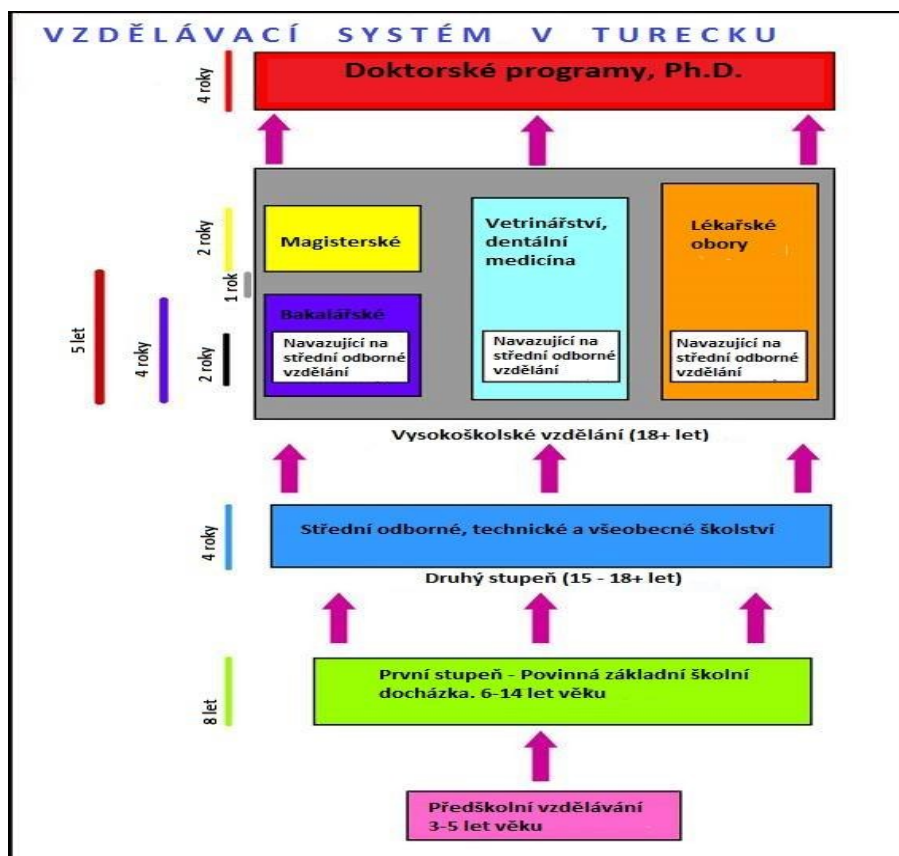 VZDĚLÁVACÍ SYSTÉM V TURECKU
Doktorské programy, Ph.D.
4 roky
Magisterské
2 roky
Vetrinářství,
dentální
medicína
Lékařské
obory
1 rok
Bakalářské
5 let
4 roky
2 roky
Navazující na
střední odborné
vzdělání
Navazující na
střední odborné
vzdělání
Navazující na
střední odborné
vzdělání
Vysokoškolské vzdělání (18+ let)
4 roky
Střední odborné, technické a všeobecné školství
Druhý stupeň (15 - 18+ let)
8 let
První stupeň - Povinná základní školní
docházka. 6-14 let věku
Předškolní vzdělávání
3-5 let věku